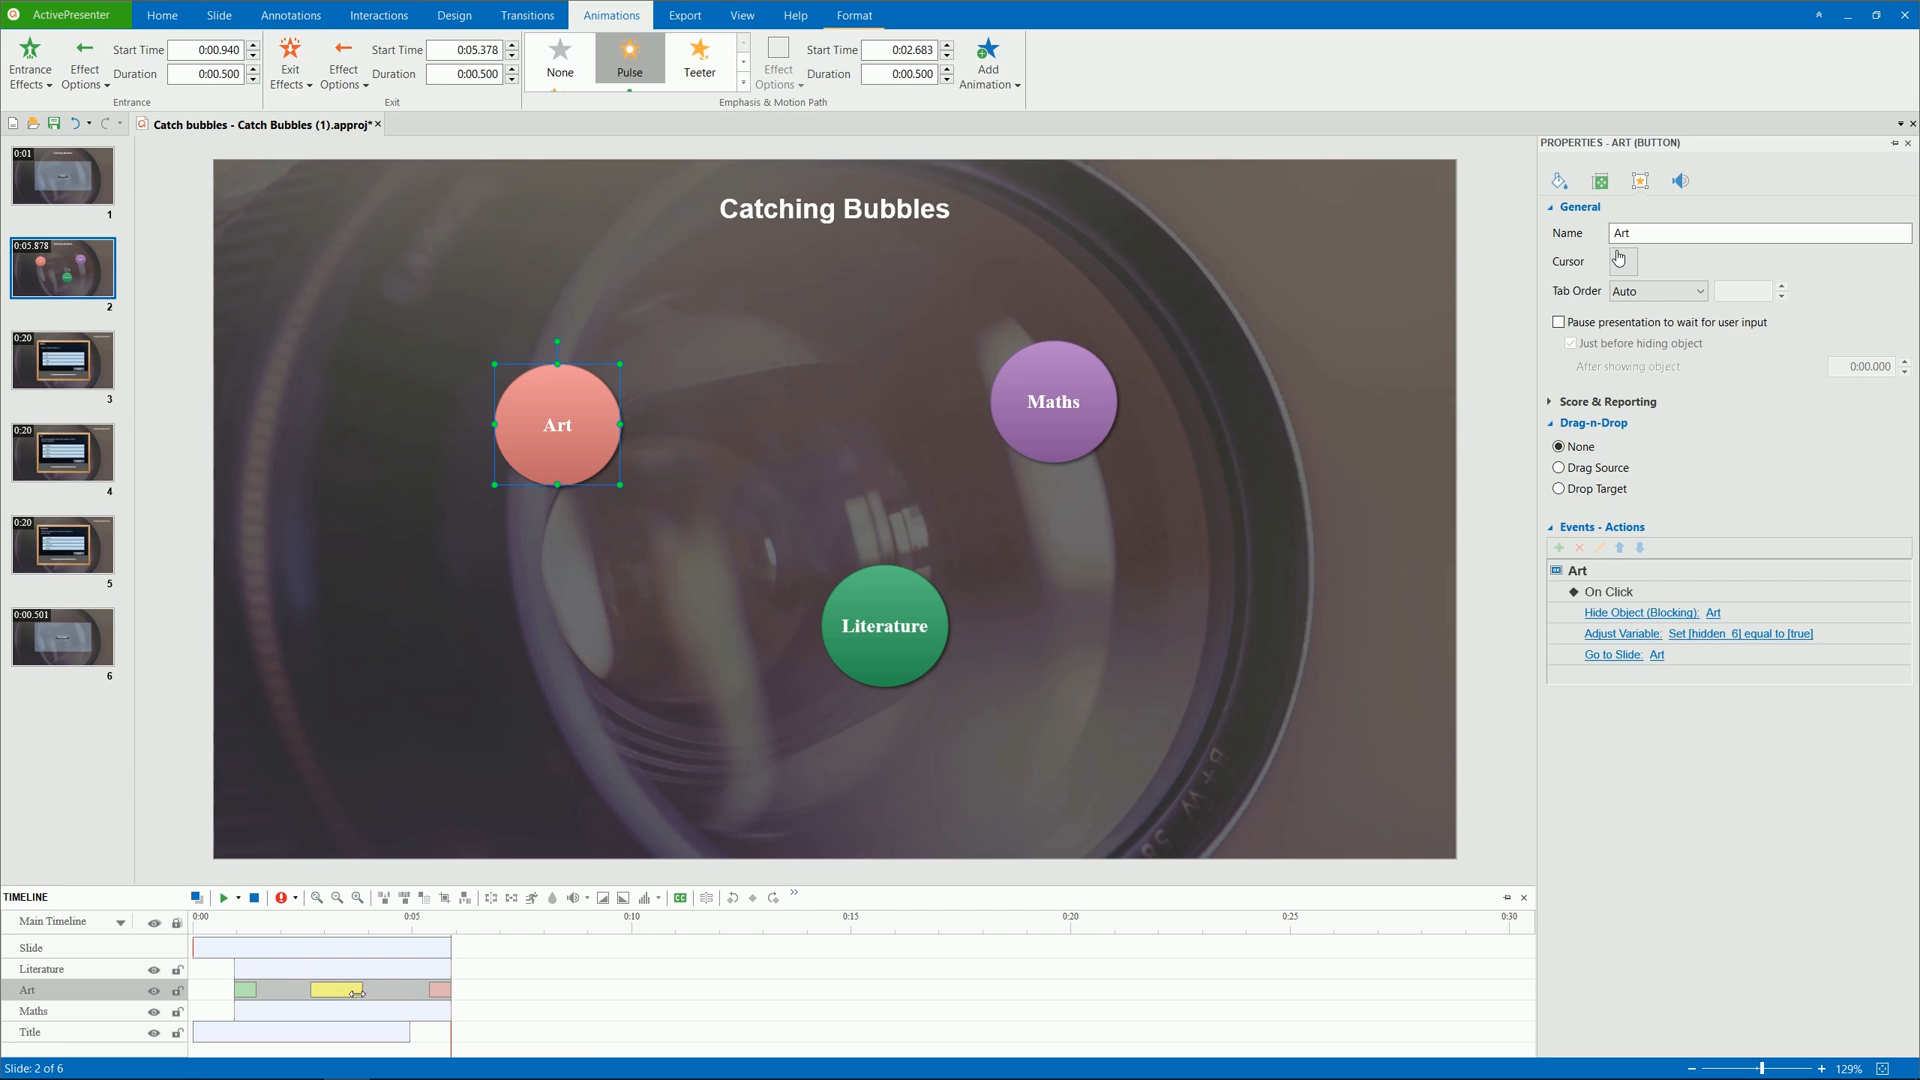 ActivePresenter
Home
Slide
Annotations
Interactions
Design
Transitions
Animations
Export
View
Help
Format
Entrance Effects
Effect Options
Start Time 0:00.940
Duration 0:00.500
Entrance
Exit Effects
Effect Options
Start Time 0:05.378
Duration 0:00.500
Exit
None
Pulse
Teeter
Effect Options
Start Time 0:02.683
Duration 0:00.500
Add Animation
Emphasis & Motion Path
Catch bubbles - Catch Bubbles (1).approj*
0:01
1
0:05.878
2
0:20
3
0:20
4
0:20
5
0:00.501
6
Catching Bubbles
Art
Maths
Literature
PROPERTIES - ART (BUTTON)
General
Name Art
Cursor
Tab Order Auto
Pause presentation to wait for user input
Just before hiding object
After showing object 0:00.000
Score & Reporting
Drag-n-Drop
None
Drag Source
Drop Target
Events - Actions
Art
On Click
Hide Object (Blocking): Art
Adjust Variable: Set [hidden_6] equal to [true]
Go to Slide: Art
TIMELINE
CC
Main Timeline
0:00 0:05 0:10 0:15 0:20 0:25 0:30
Slide
Literature
Art
Maths
Title
Slide: 2 of 6
129%